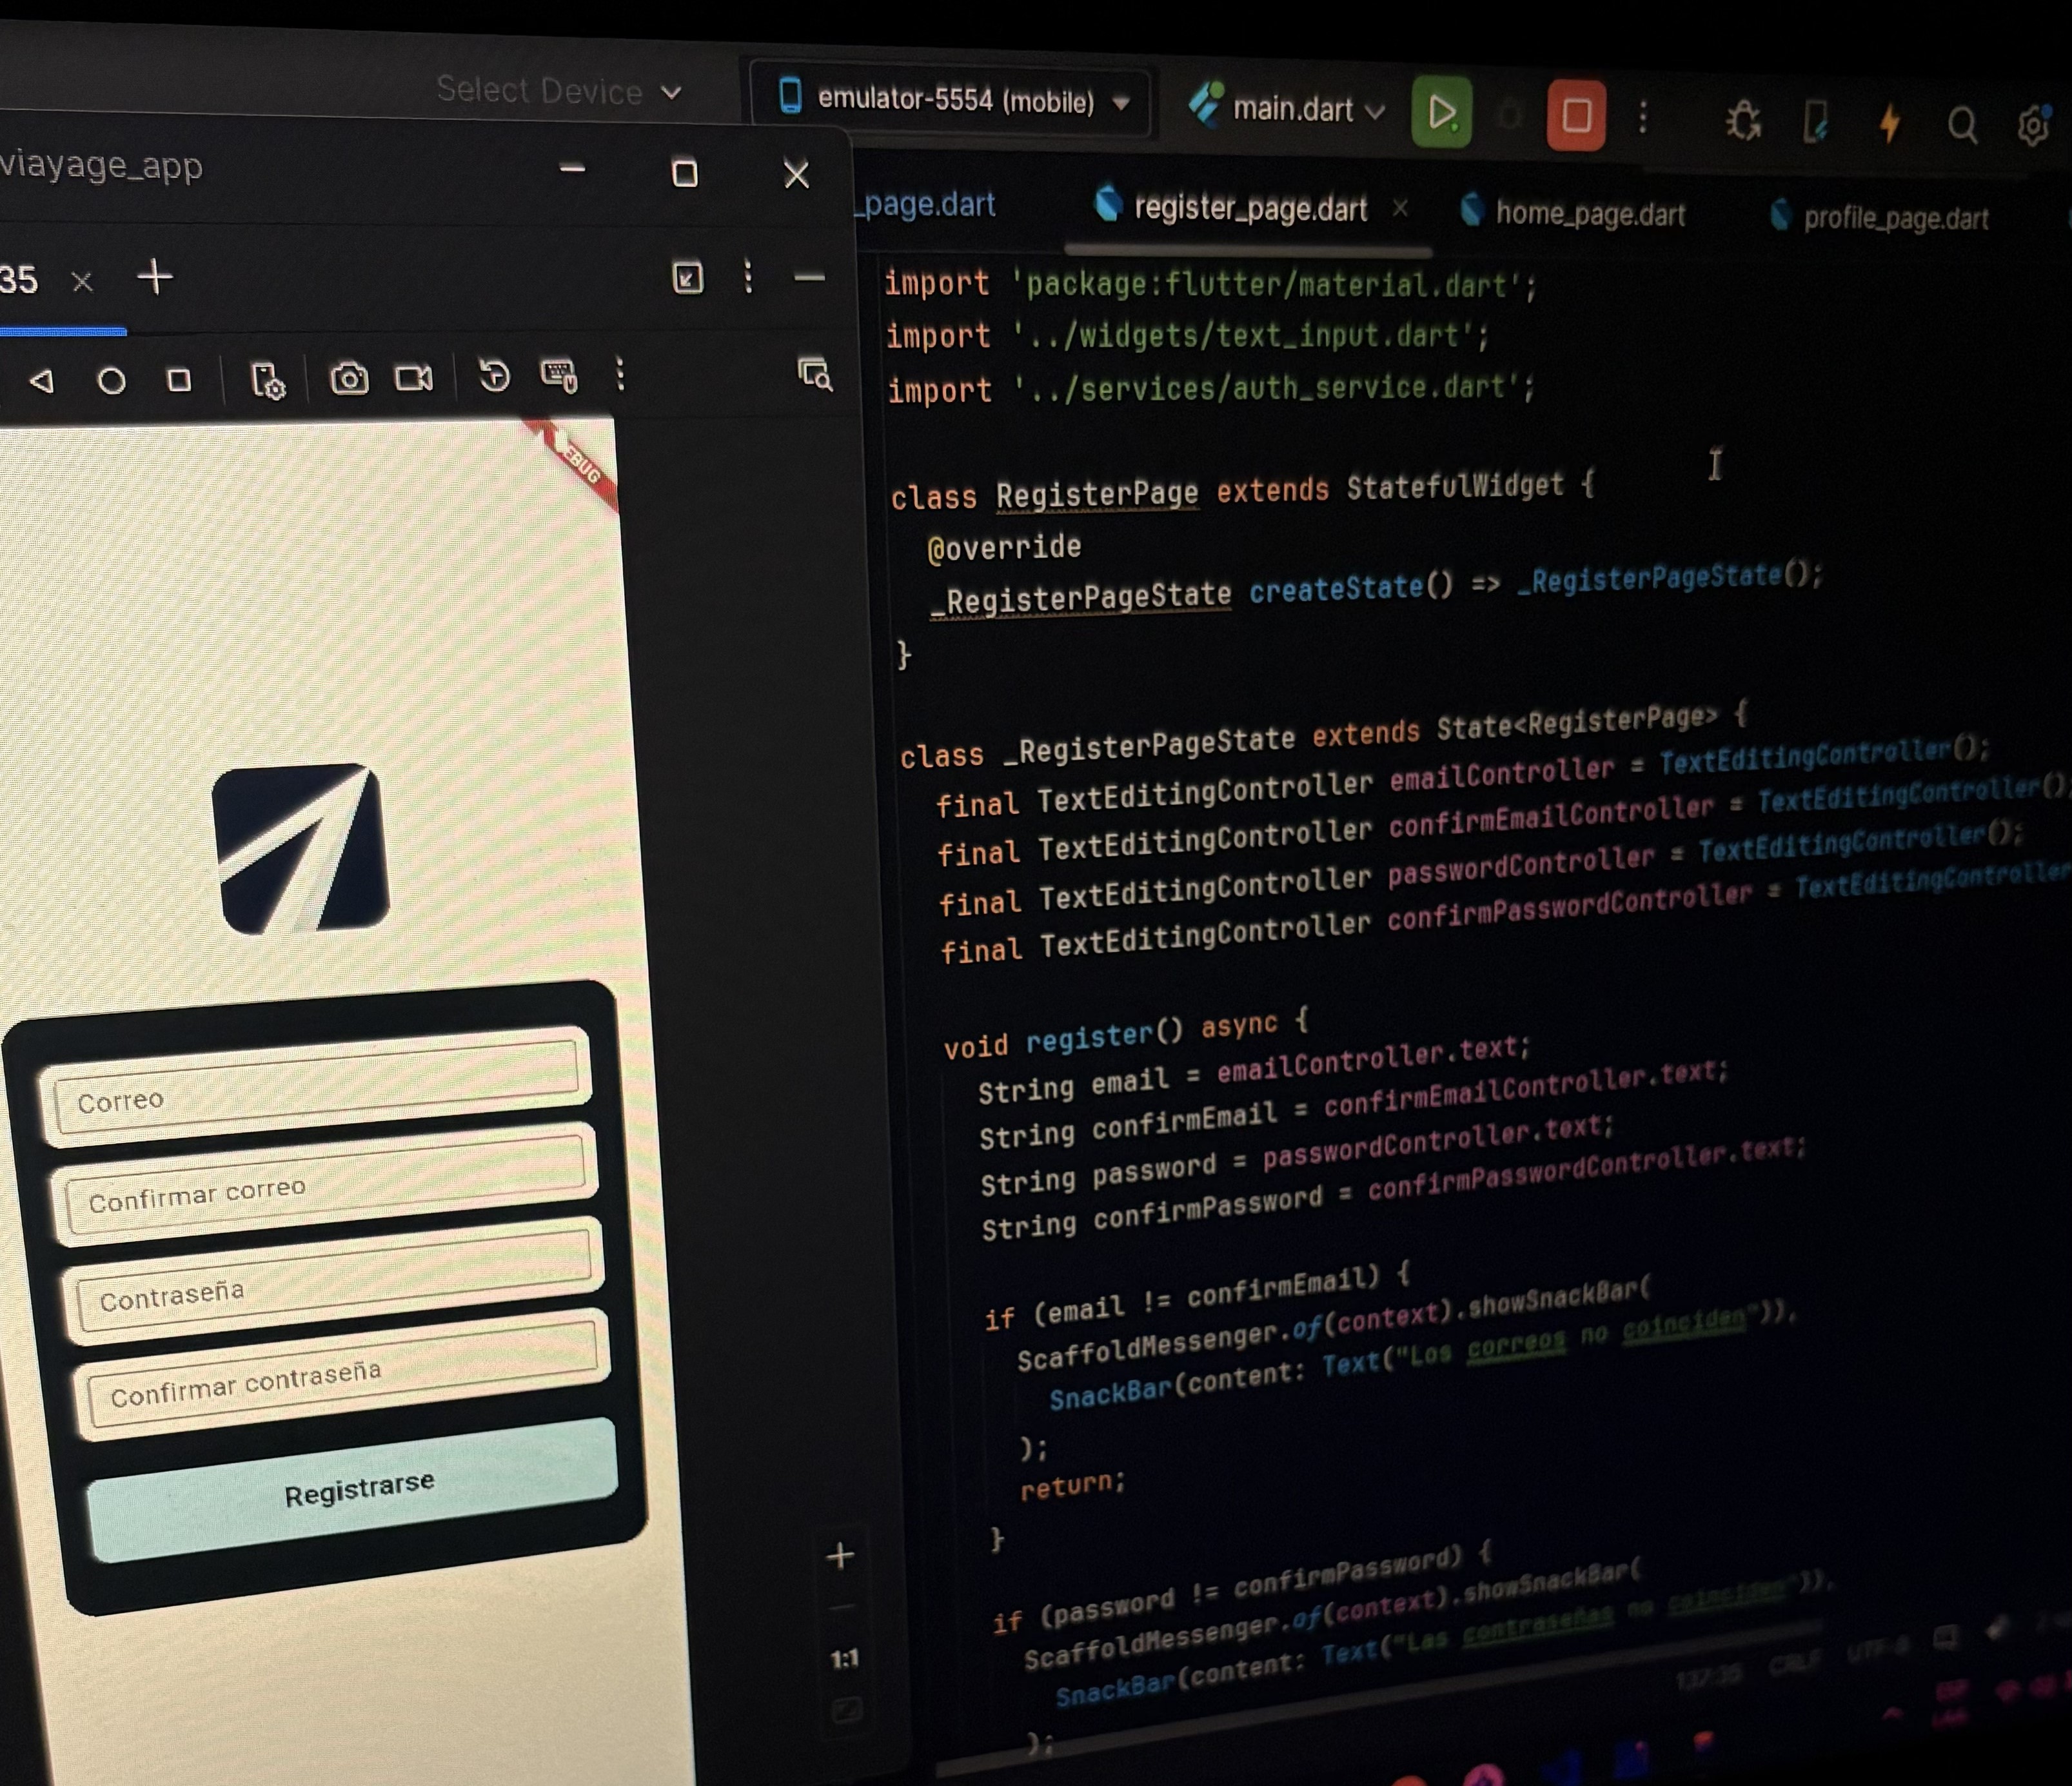 Select Device
emulator-5554 (mobile)
main.dart
viayage_app
35
_page.dart
register_page.dart
home_page.dart
profile_page.dart
EBUG
Correo
Confirmar correo
Contraseña
Confirmar contraseña
Registrarse
1:1
import 'package:flutter/material.dart';
import '../widgets/text_input.dart';
import '../services/auth_service.dart';
class RegisterPage extends StatefulWidget {
@override
_RegisterPageState createState() => _RegisterPageState();
}
class _RegisterPageState extends State<RegisterPage> {
final TextEditingController emailController = TextEditingController();
final TextEditingController confirmEmailController = TextEditingController();
final TextEditingController passwordController = TextEditingController();
final TextEditingController confirmPasswordController = TextEditingController
void register() async {
String email = emailController.text;
String confirmEmail = confirmEmailController.text;
String password = passwordController.text;
String confirmPassword = confirmPasswordController.text;
if (email != confirmEmail) {
ScaffoldMessenger.of(context).showSnackBar(
SnackBar(content: Text("Los correos no coinciden")),
);
return;
}
if (password != confirmPassword) {
ScaffoldMessenger.of(context).showSnackBar(
SnackBar(content: Text("Las contraseñas no coinciden")),
);
137:35 CRLF UTF-8
ESP